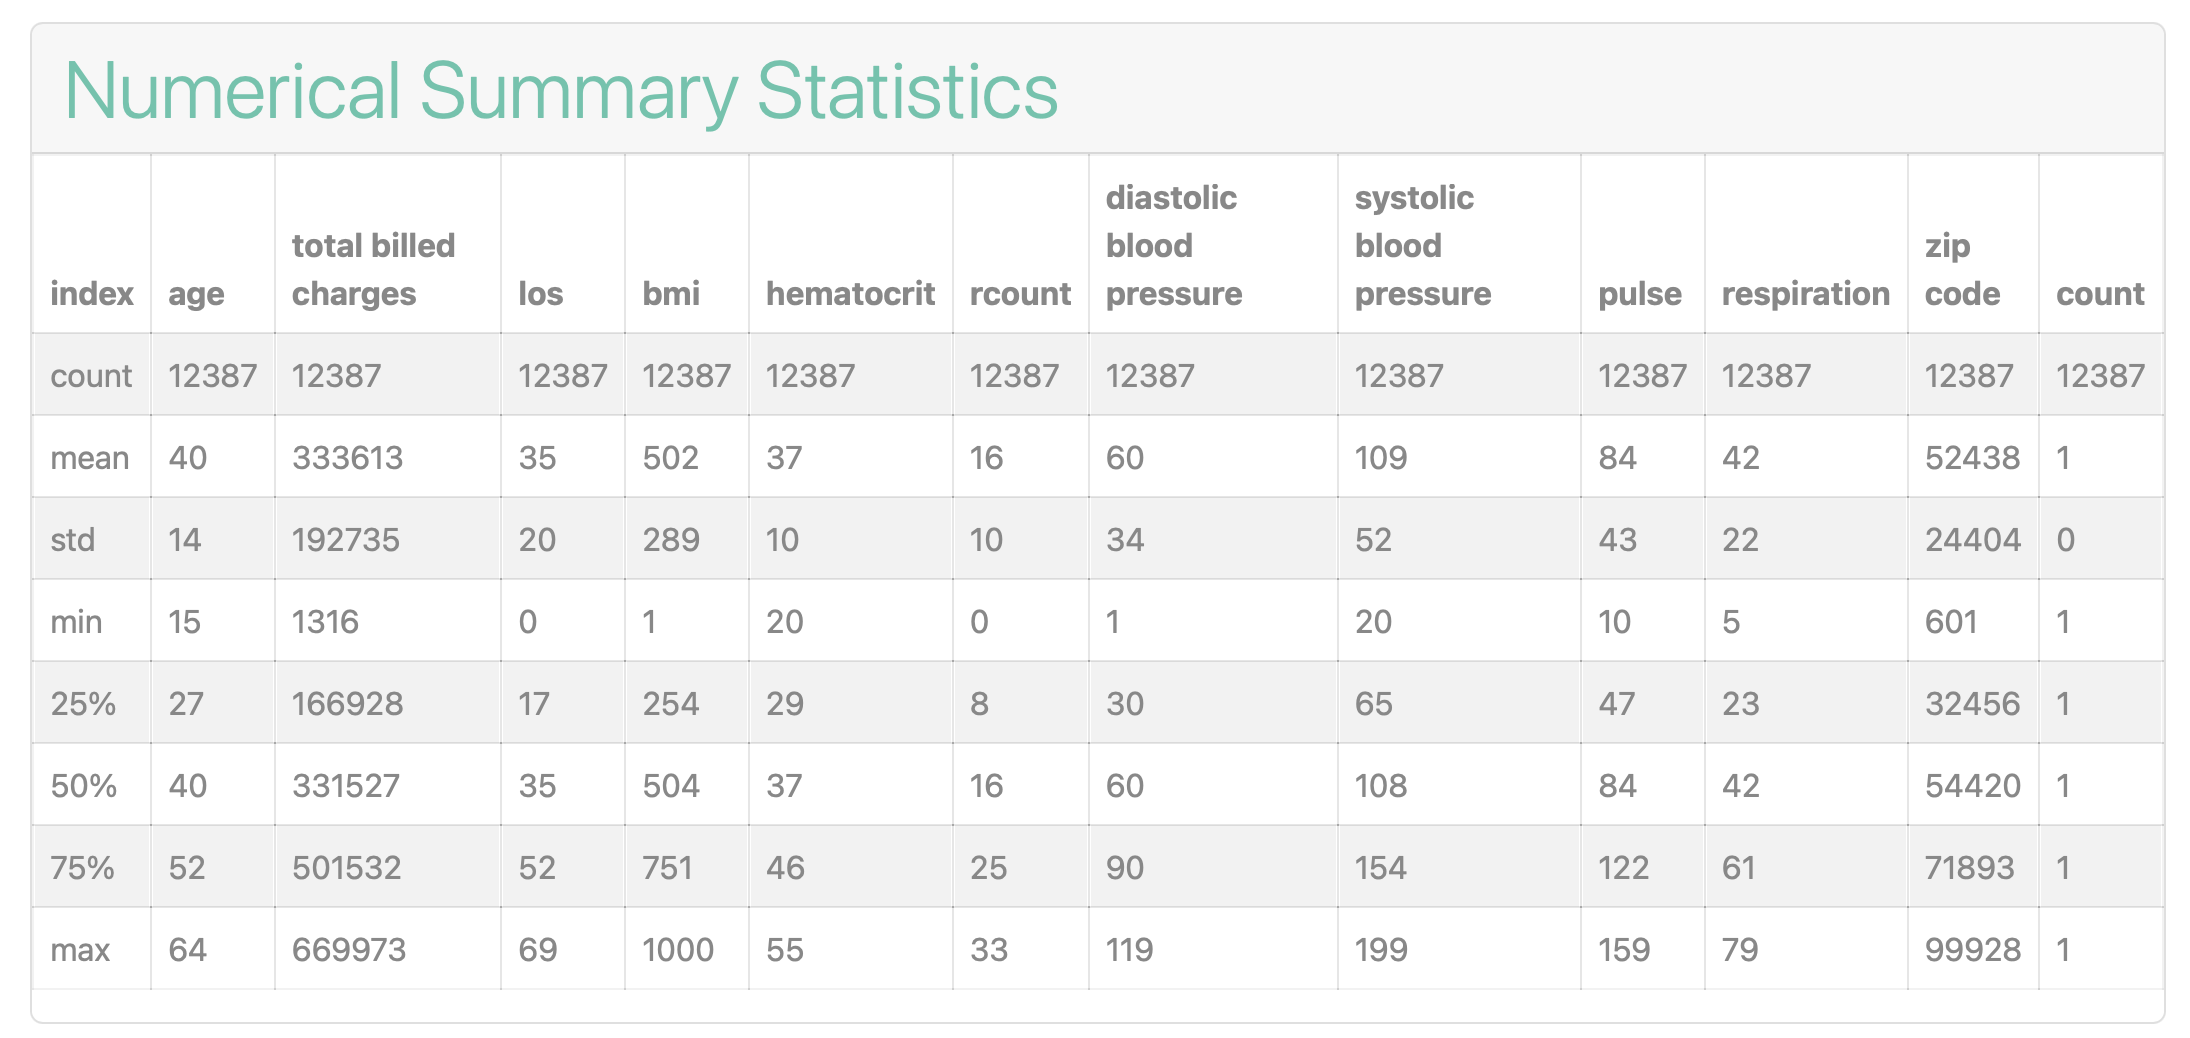 Numerical Summary Statistics
index age total billed charges los bmi hematocrit rcount diastolic blood pressure systolic blood pressure pulse respiration zip code count
count 12387 12387 12387 12387 12387 12387 12387 12387 12387 12387 12387 12387
mean 40 333613 35 502 37 16 60 109 84 42 52438 1
std 14 192735 20 289 10 10 34 52 43 22 24404 0
min 15 1316 0 1 20 0 1 20 10 5 601 1
25% 27 166928 17 254 29 8 30 65 47 23 32456 1
50% 40 331527 35 504 37 16 60 108 84 42 54420 1
75% 52 501532 52 751 46 25 90 154 122 61 71893 1
max 64 669973 69 1000 55 33 119 199 159 79 99928 1